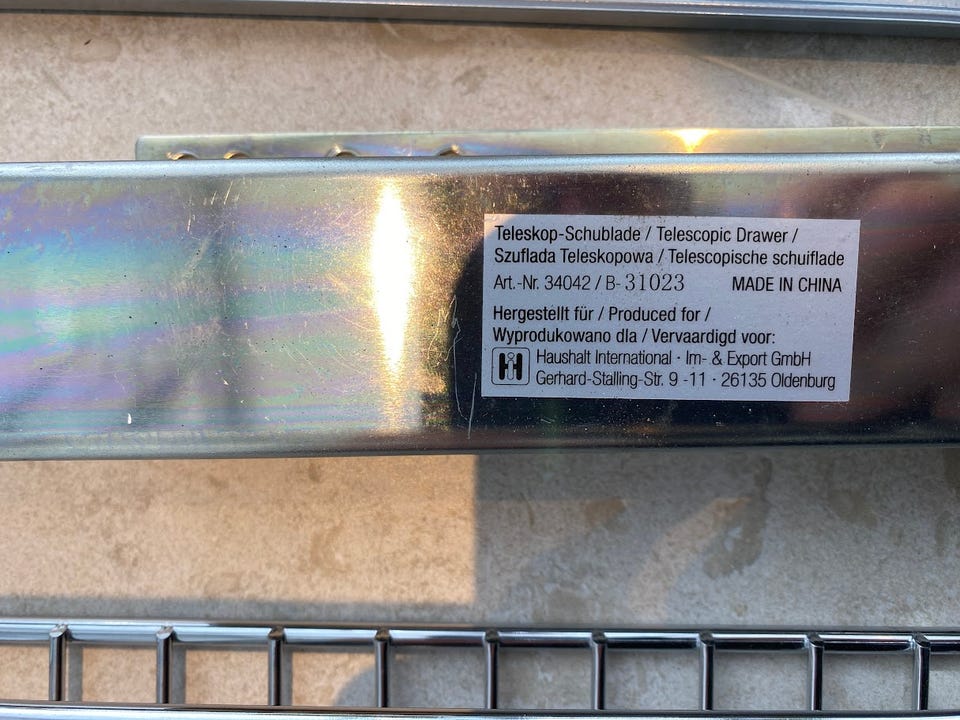 Teleskop-Schublade / Telescopic Drawer /
Szuflada Teleskopowa / Telescopische schuiflade
Art.-Nr. 34042 / B- 31023 MADE IN CHINA
Hergestellt für / Produced for /
Wyprodukowano dla / Vervaardigd voor:
Haushalt International · Im- & Export GmbH
Gerhard-Stalling-Str. 9 -11 · 26135 Oldenburg